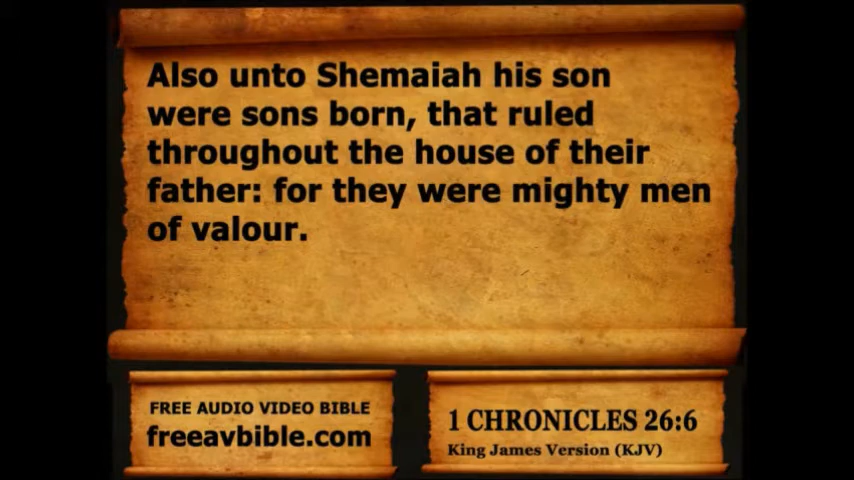 Also unto Shemaiah his son
were sons born, that ruled
throughout the house of their
father: for they were mighty men
of valour.
FREE AUDIO VIDEO BIBLE
freeavbible.com
1 CHRONICLES 26:6
King James Version (KJV)